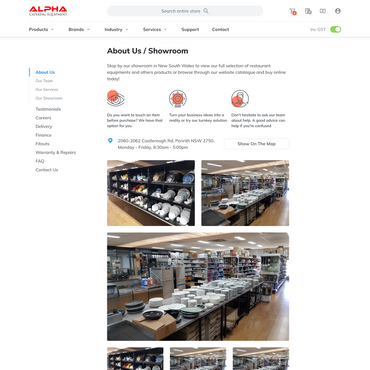 ALPHA
CATERING EQUIPMENT
Search entire store
Products Brands Industry Services Support Contact
Inc. GST
About Us / Showroom
Stop by our showroom in New South Wales to view our full selection of restaurant
equipments and others products or browse through our website catalogue and buy online
today!
About Us
Our Team
Our Services
Our Showroom
Testimonials
Careers
Delivery
Finance
Fitouts
Warranty & Repairs
FAQ
Contact Us
Do you want to touch an item
before purchase? We have that
option for you
Turn your business ideas into a
reality or try our turnkey solution
Don't hesitate to ask our team
about help. A good advice can
help if you're confused!
2060-2062 Castlereagh Rd, Penrith NSW 2750.
Monday - Friday, 8:30am - 5:00pm
Show On The Map